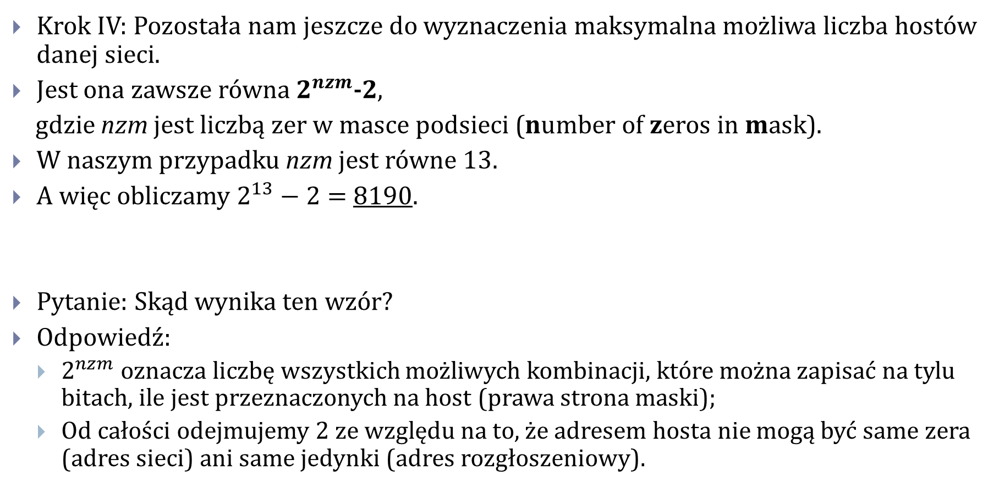 Krok IV: Pozostała nam jeszcze do wyznaczenia maksymalna możliwa liczba hostów
danej sieci.
Jest ona zawsze równa 2^nzm-2,
gdzie nzm jest liczbą zer w masce podsieci (number of zeros in mask).
W naszym przypadku nzm jest równe 13.
A więc obliczamy 2^13 − 2 = 8190.
Pytanie: Skąd wynika ten wzór?
Odpowiedź:
2^nzm oznacza liczbę wszystkich możliwych kombinacji, które można zapisać na tylu
bitach, ile jest przeznaczonych na host (prawa strona maski);
Od całości odejmujemy 2 ze względu na to, że adresem hosta nie mogą być same zera
(adres sieci) ani same jedynki (adres rozgłoszeniowy).